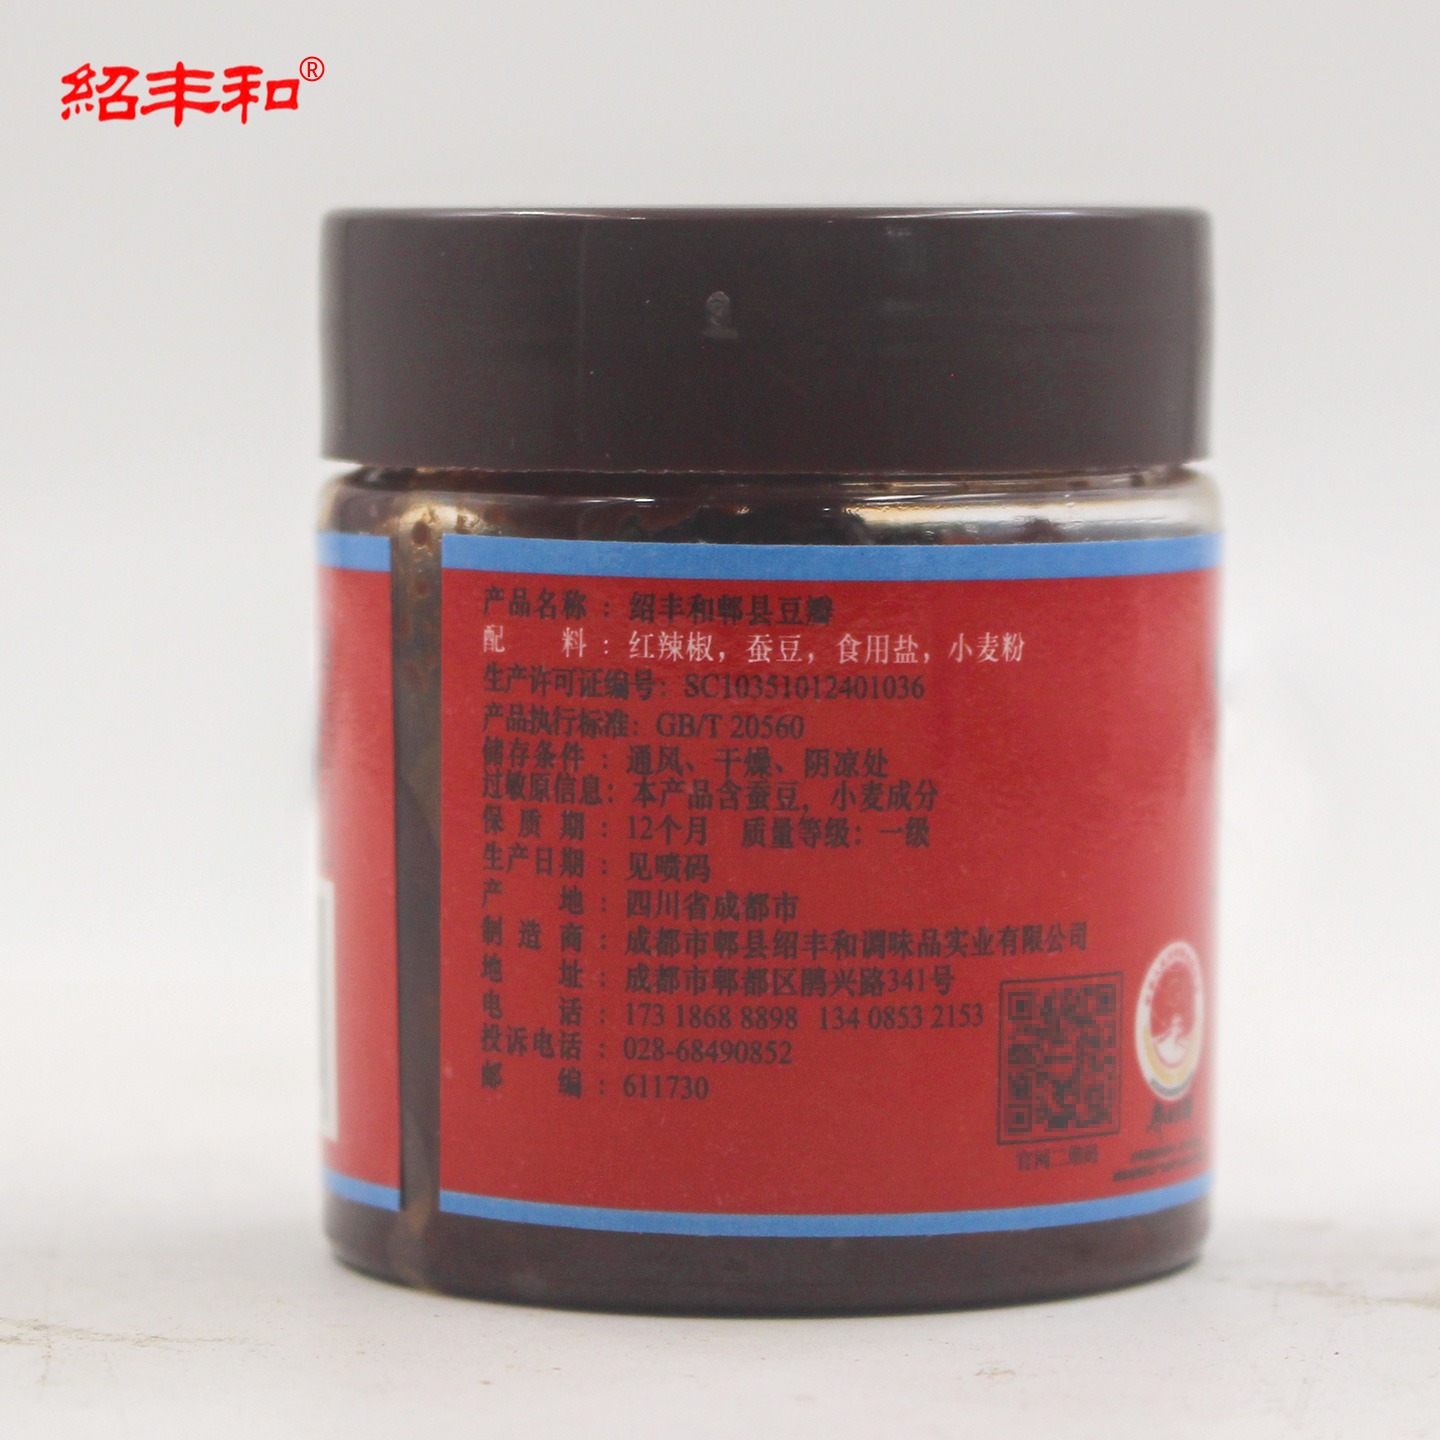 紹丰和®
产品名称：绍丰和郫县豆瓣
配料：红辣椒，蚕豆，食用盐，小麦粉
生产许可证编号：SC10351012401036
产品执行标准：GB/T 20560
储存条件：通风、干燥、阴凉处
过敏原信息：本产品含蚕豆，小麦成分
保质期：12个月 质量等级：一级
生产日期：见喷码
产地：四川省成都市
制造商：成都市郫县绍丰和调味品实业有限公司
地址：成都市郫都区鹃兴路341号
电话：173 1868 8898 134 0853 2153
投诉电话：028-68490852
邮编：611730
官网二维码